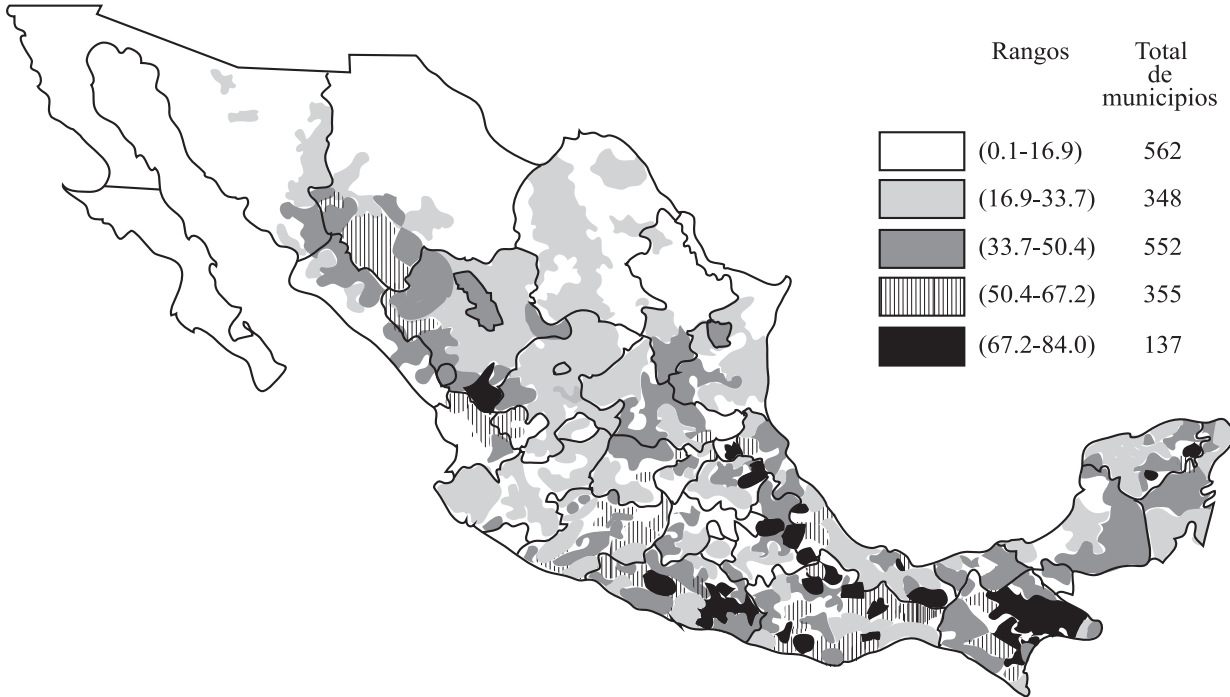 Rangos
Total
de
municipios
(0.1-16.9) 562
(16.9-33.7) 348
(33.7-50.4) 552
(50.4-67.2) 355
(67.2-84.0) 137